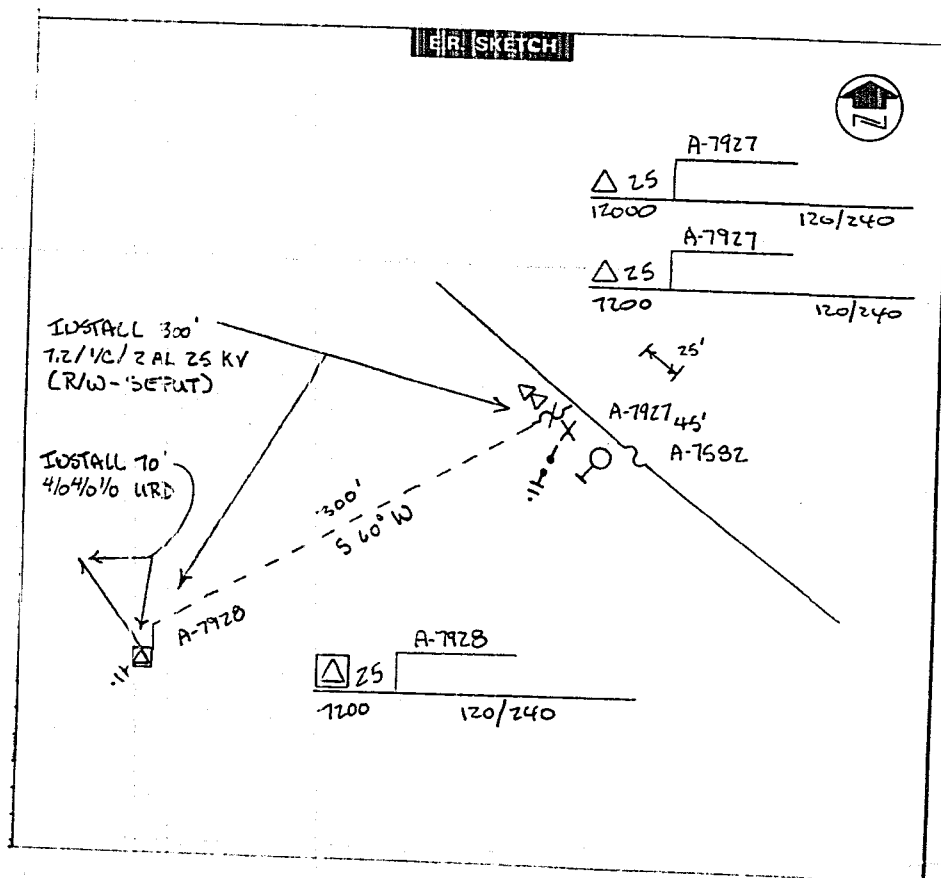 E.R. SKETCH
N
A-7927
△ 25
12000 120/240
A-7927
△ 25
7200 120/240
INSTALL 300'
7.2/1/C/2 AL 25 KV
(R/W-
25'
A-7927
45'
A-7582
INSTALL 70'
4/0 4/0 1/0 URD
300'
S 60° W
A-7928
A-7928
△ 25
7200 120/240